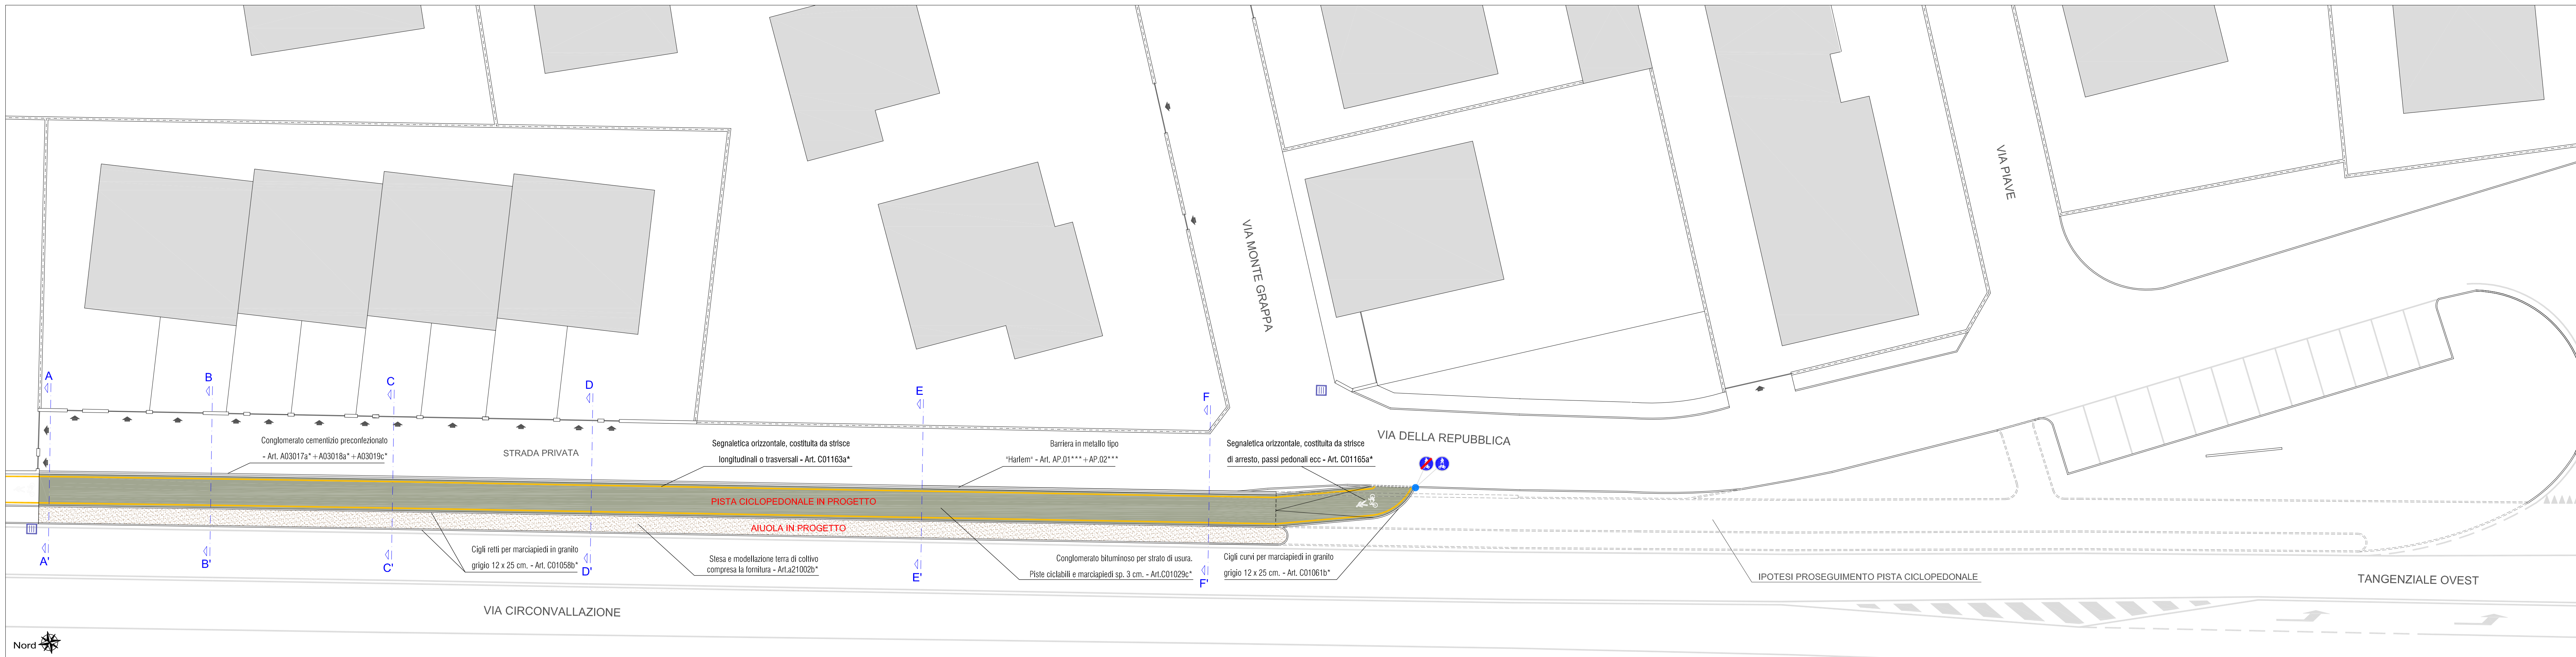 VIA PIAVE
VIA MONTE GRAPPA
A
B
C
D
E
F
Conglomerato cementizio preconfezionato
- Art. A03017a*+A03018a*+A03019c*
STRADA PRIVATA
Segnaletica orizzontale, costituita da strisce
longitudinali o trasversali - Art. C01163a*
Barriera in metallo tipo
"Harlem" - Art. AP.01***+AP.02***
Segnaletica orizzontale, costituita da strisce
di arresto, passi pedonali ecc - Art. C01165a*
VIA DELLA REPUBBLICA
PISTA CICLOPEDONALE IN PROGETTO
AIUOLA IN PROGETTO
A'
B'
C'
D'
E'
F'
Cigli retti per marciapiedi in granito
grigio 12 x 25 cm. - Art. C01058b*
Stesa e modellazione terra di coltivo
compresa la fornitura - Art.a21002b*
Conglomerato bituminoso per strato di usura.
Piste ciclabili e marciapiedi sp. 3 cm. - Art.C01029c*
Cigli curvi per marciapiedi in granito
grigio 12 x 25 cm. - Art. C01061b*
IPOTESI PROSEGUIMENTO PISTA CICLOPEDONALE
TANGENZIALE OVEST
VIA CIRCONVALLAZIONE
Nord